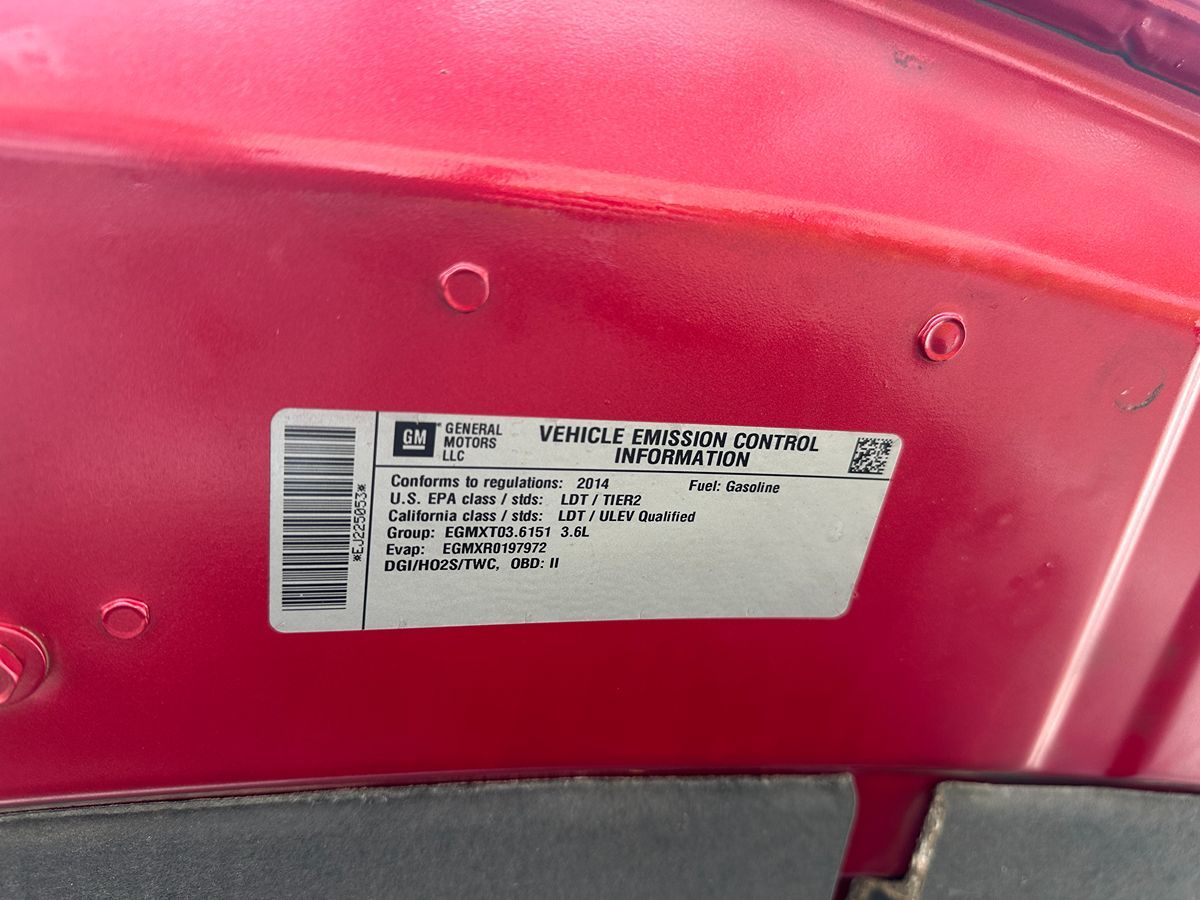 *EJ225053*
GM
GENERAL
MOTORS
LLC
VEHICLE EMISSION CONTROL
INFORMATION
Conforms to regulations: 2014 Fuel: Gasoline
U.S. EPA class / stds: LDT / TIER2
California class / stds: LDT / ULEV Qualified
Group: EGMXT03.6151 3.6L
Evap: EGMXR0197972
DGI/HO2S/TWC, OBD: II